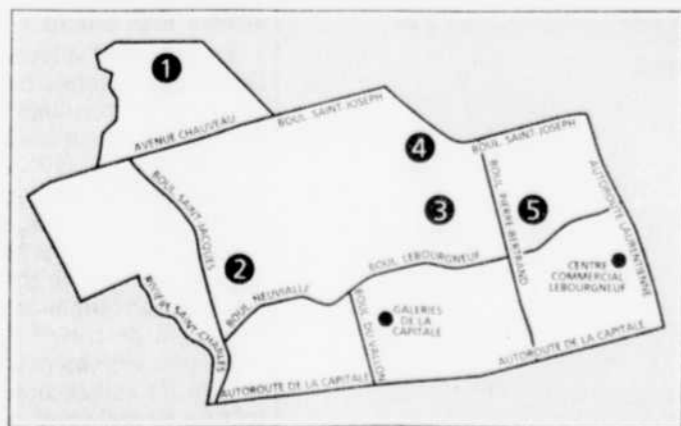 1
AVENUE CHAUVEAU
BOUL. SAINT-JOSEPH
4
BOUL. SAINT-JOSEPH
BOUL. SAINT-JACQUES
3
BOUL. PIERRE-BERTRAND
5
AUTOROUTE LAURENTIENNE
2
BOUL. LEBOURGNEUF
RIVIÈRE SAINT-CHARLES
BOUL. NEUVIALLE
BOUL. DU VALLON
GALERIES
DE LA
CAPITALE
CENTRE
COMMERCIAL
LEBOURGNEUF
AUTOROUTE DE LA CAPITALE
AUTOROUTE DE LA CAPITALE